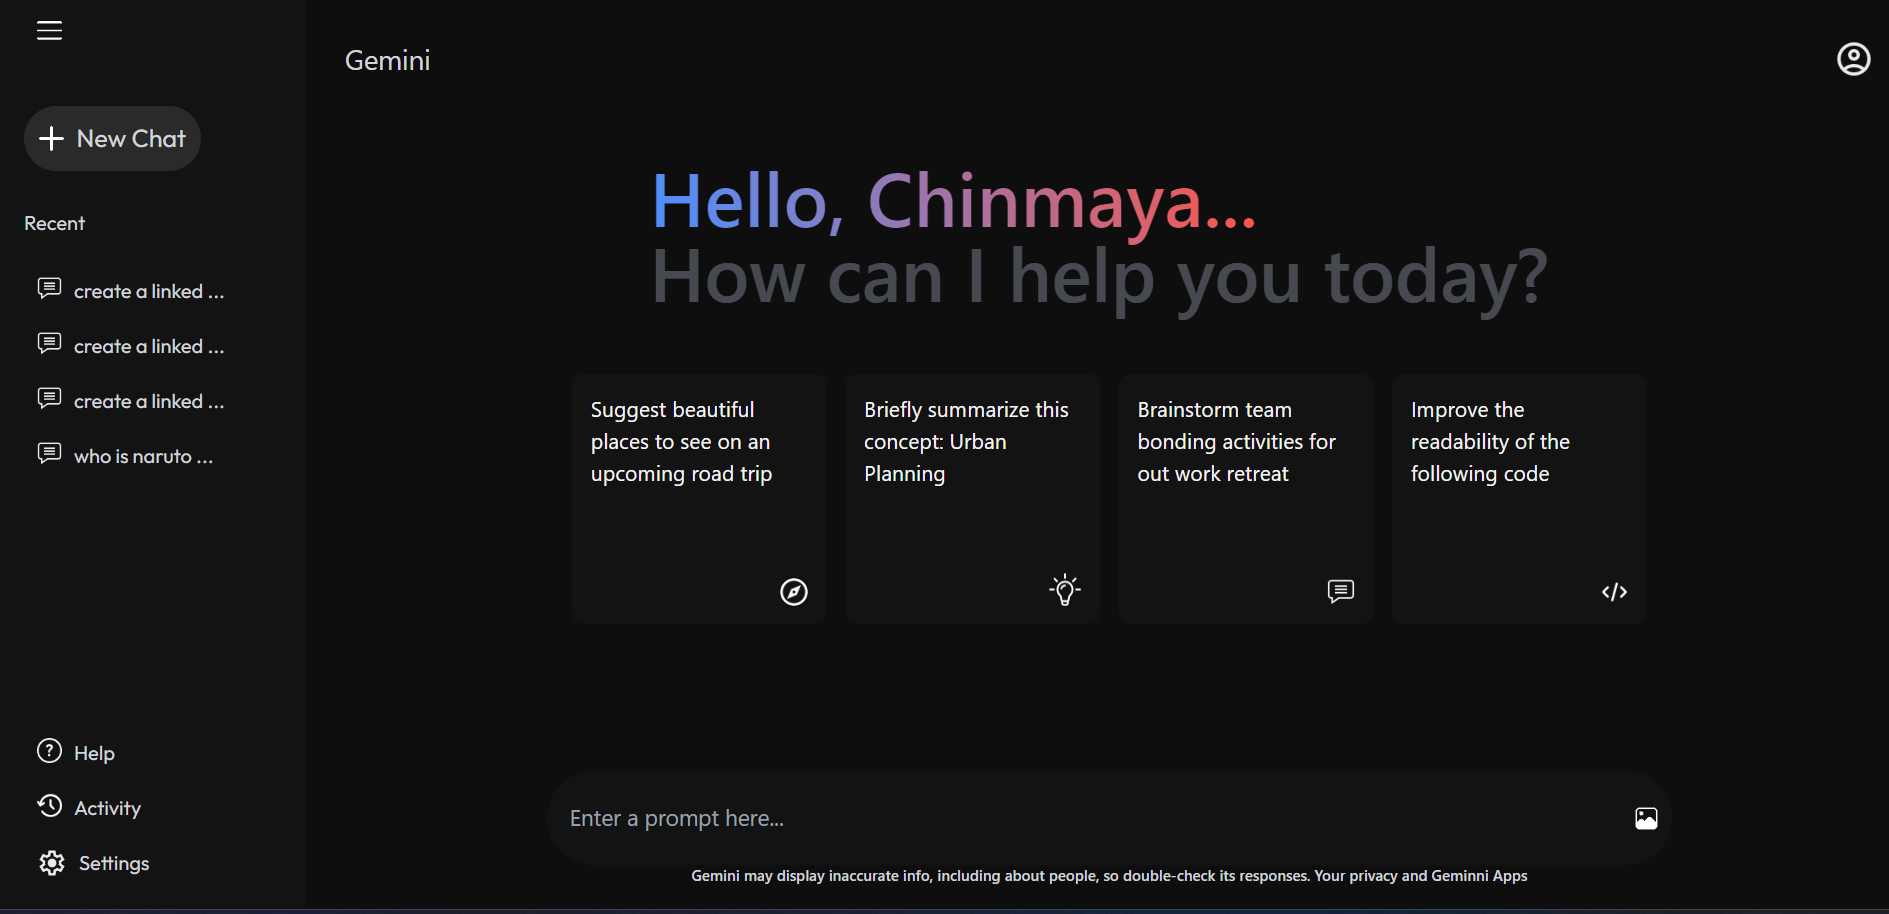 Gemini
New Chat
Recent
create a linked ...
create a linked ...
create a linked ...
who is naruto ...
Help
Activity
Settings
Hello, Chinmaya...
How can I help you today?
Suggest beautiful
places to see on an
upcoming road trip
Briefly summarize this
concept: Urban
Planning
Brainstorm team
bonding activities for
out work retreat
Improve the
readability of the
following code
Enter a prompt here...
Gemini may display inaccurate info, including about people, so double-check its responses. Your privacy and Geminni Apps